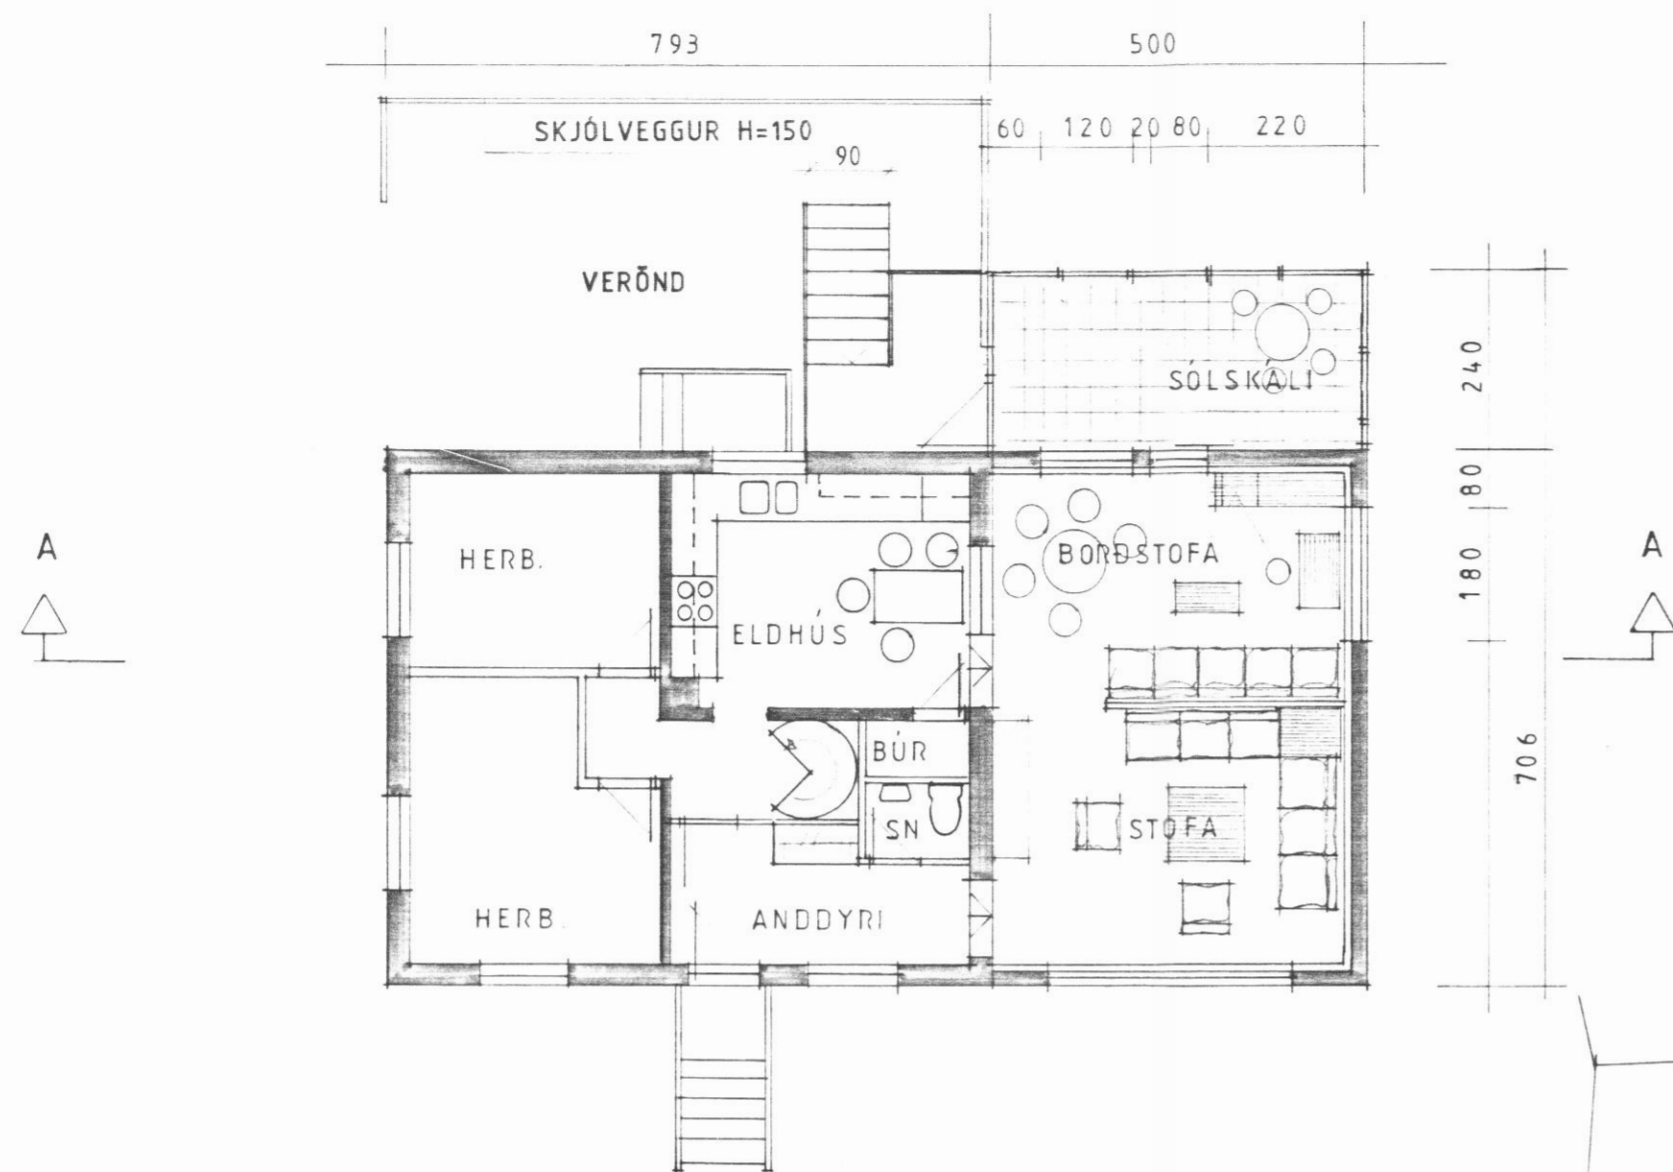 793 500
SKJÓLVEGGUR H=150
60 120 20 80 220
90
VERÖND
SÓLSKÁLI
240
A
HERB.
BORÐSTOFA
80
A
ELDHÚS
180
BÚR
706
SN
STOFA
HERB.
ANDDYRI